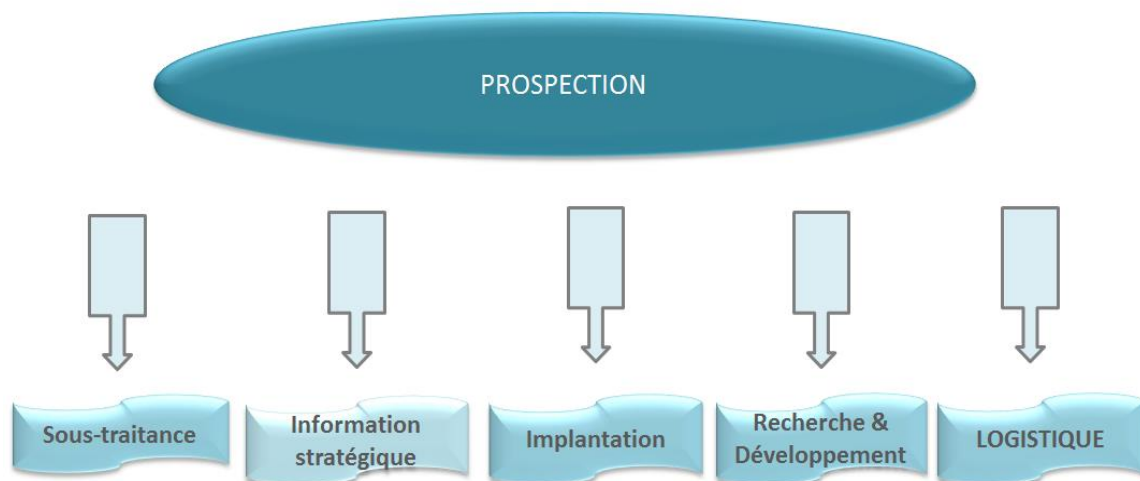 PROSPECTION
Sous-traitance
Information
stratégique
Implantation
Recherche &
Développement
LOGISTIQUE